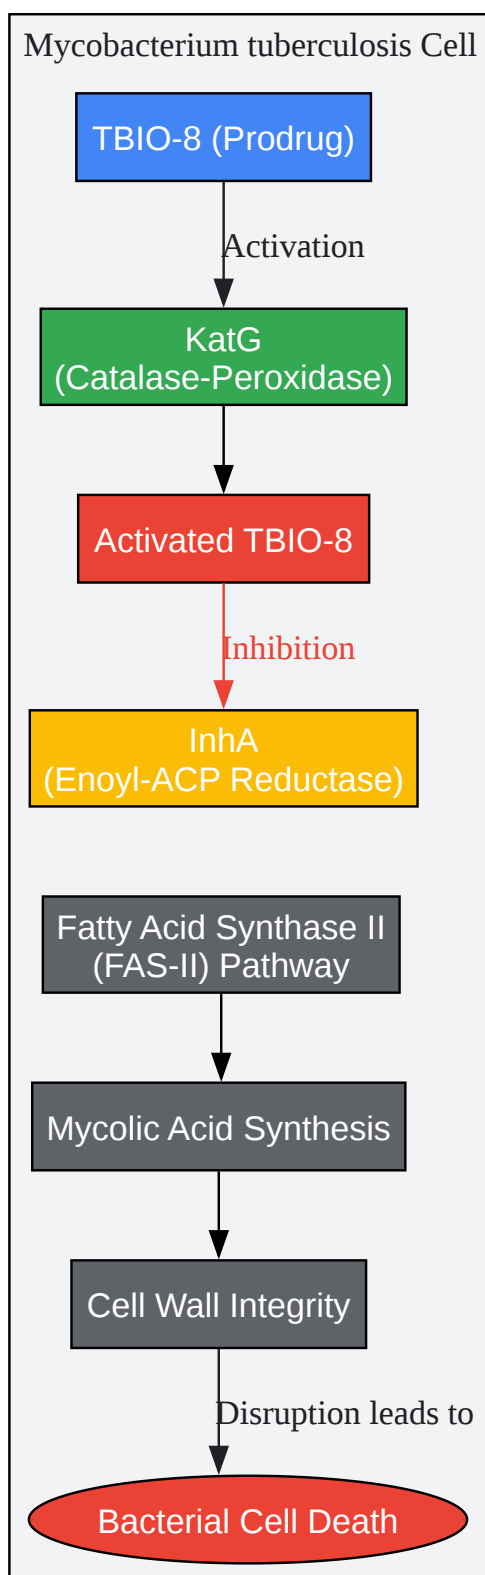 Mycobacterium tuberculosis Cell
TBIO-8 (Prodrug)
Activation
KatG
(Catalase-Peroxidase)
Activated TBIO-8
Inhibition
InhA
(Enoyl-ACP Reductase)
Fatty Acid Synthase II
(FAS-II) Pathway
Mycolic Acid Synthesis
Cell Wall Integrity
Disruption leads to
Bacterial Cell Death